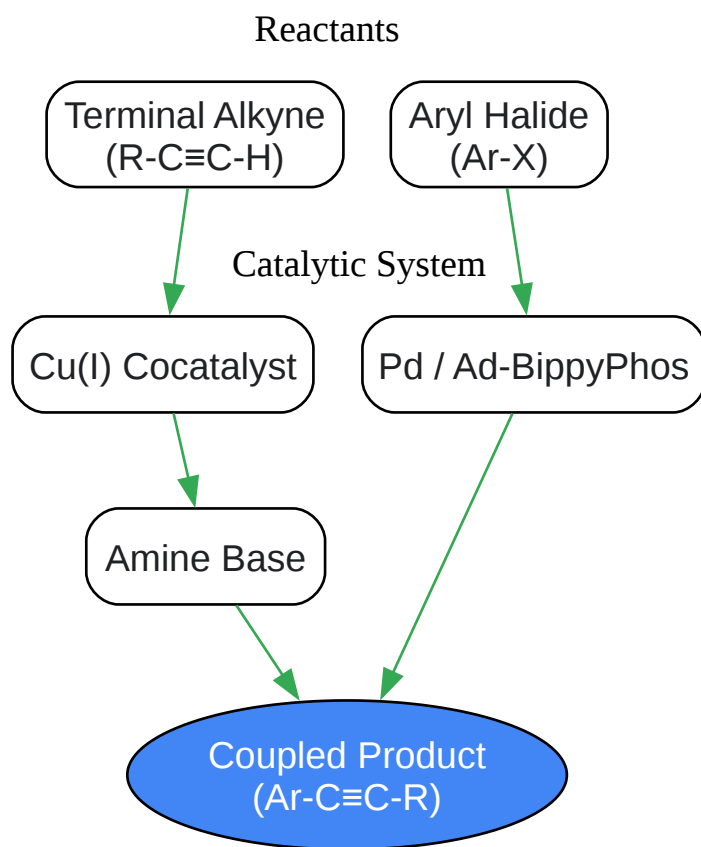 Reactants
Terminal Alkyne
(R-C≡C-H)
Aryl Halide
(Ar-X)
Catalytic System
Cu(I) Cocatalyst
Pd / Ad-BippyPhos
Amine Base
Coupled Product
(Ar-C≡C-R)